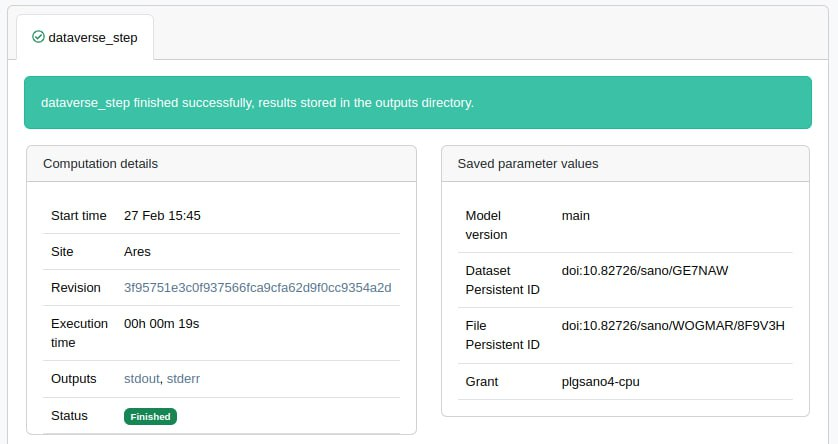 dataverse_step
dataverse_step finished successfully, results stored in the outputs directory.
Computation details
Start time 27 Feb 15:45
Site Ares
Revision 3f95751e3c0f937566fca9cfa62d9f0cc9354a2d
Execution 00h 00m 19s
time
Outputs stdout, stderr
Status Finished
Saved parameter values
Model main
version
Dataset doi:10.82726/sano/GE7NAW
Persistent ID
File doi:10.82726/sano/WOGMAR/8F9V3H
Persistent ID
Grant plgsano4-cpu